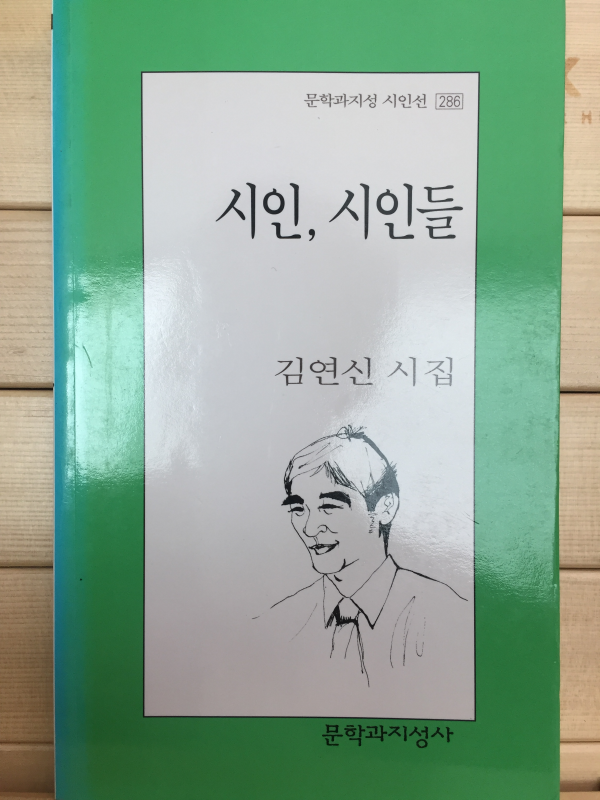 문학과지성 시인선 286
시인, 시인들
김연신 시집
문학과지성사